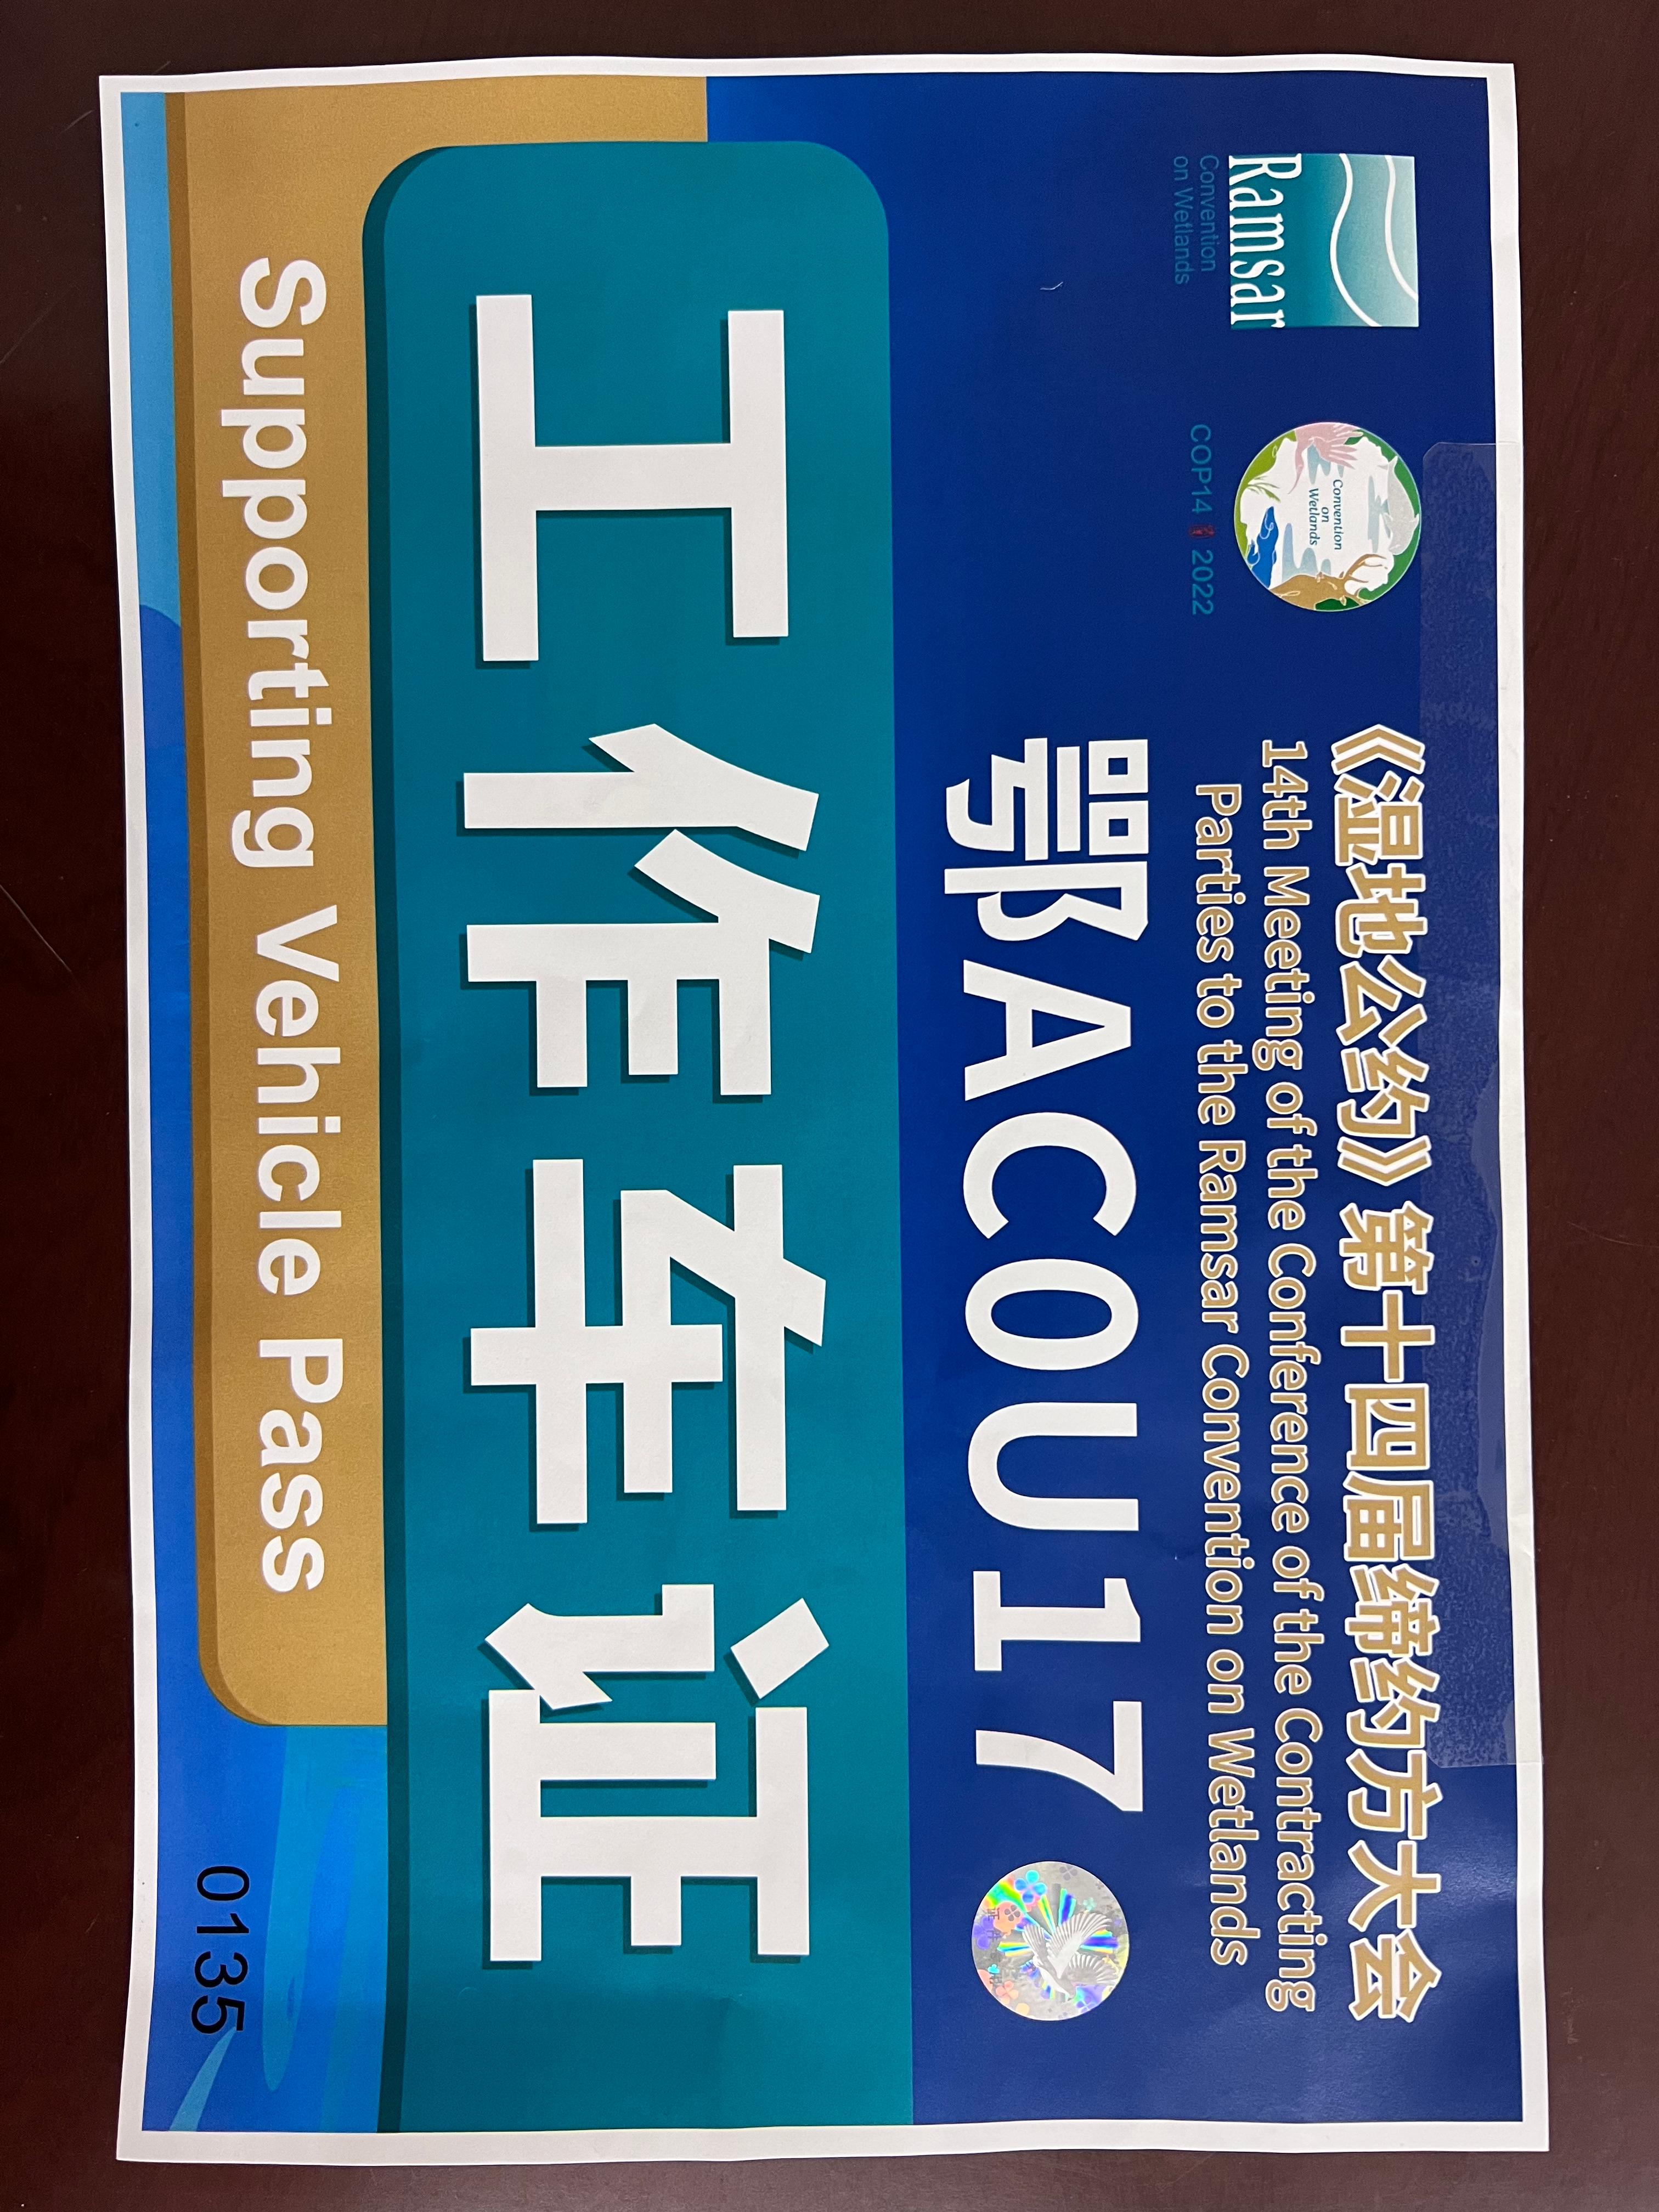 Ramsar
Convention
on Wetlands
Convention
on
Wetlands
COP14 2022
《湿地公约》第十四届缔约方大会
14th Meeting of the Conference of the Contracting
Parties to the Ramsar Convention on Wetlands
鄂AC0U17
工作车证
Supporting Vehicle Pass
0135